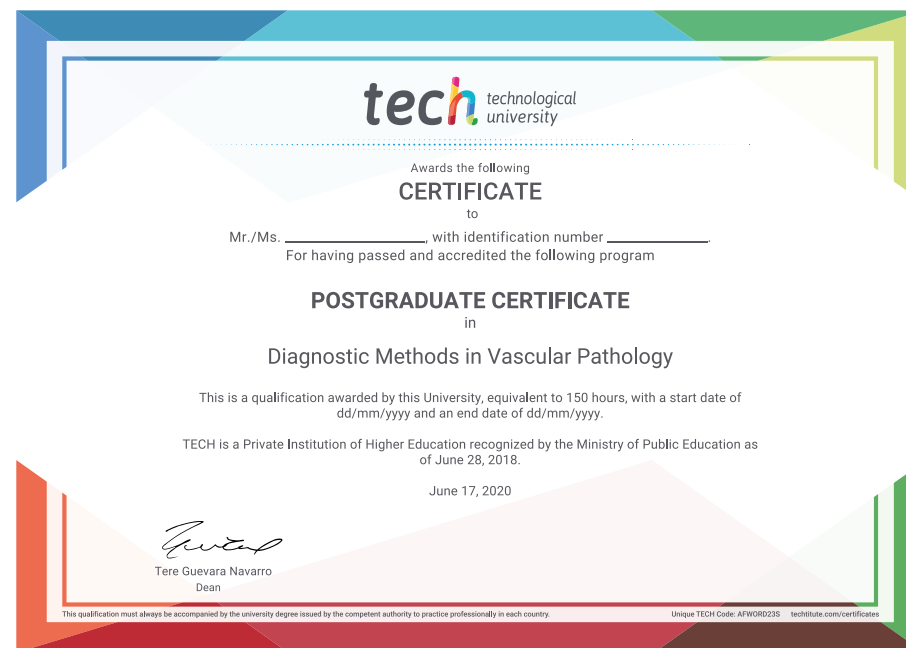 tech technological
university
Awards the following
CERTIFICATE
to
Mr./Ms. ____________, with identification number ____________.
For having passed and accredited the following program
POSTGRADUATE CERTIFICATE
in
Diagnostic Methods in Vascular Pathology
This is a qualification awarded by this University, equivalent to 150 hours, with a start date of
dd/mm/yyyy and an end date of dd/mm/yyyy.
TECH is a Private Institution of Higher Education recognized by the Ministry of Public Education as
of June 28, 2018.
June 17, 2020
Tere Guevara Navarro
Dean
This qualification must always be accompanied by the university degree issued by the competent authority to practice professionally in each country. Unique TECH Code: AFWORD23S techtitute.com/certificates